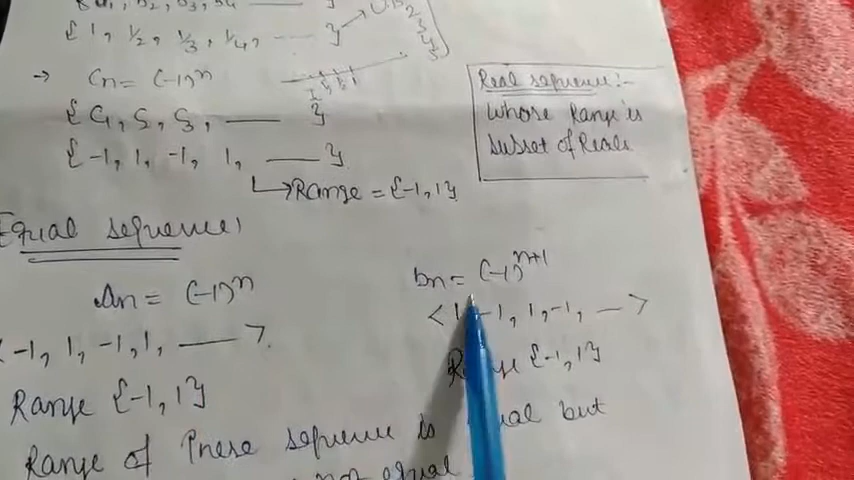 { 1, 1/2, 1/3, 1/4, ---- }
→ Cn = (-1)^n
{ C1, C2, C3, —— }
{ -1, 1, -1, 1, —— }
↳ Range = {-1, 1}
Real sequence :-
whose Range is
subset of Reals
Equal sequence:
an = (-1)^n
< -1, 1, -1, 1, —— >
Range {-1, 1}
bn = (-1)^n+1
< 1, -1, 1, -1, — >
Range {-1, 1}
Range of these sequence is equal but
not equal